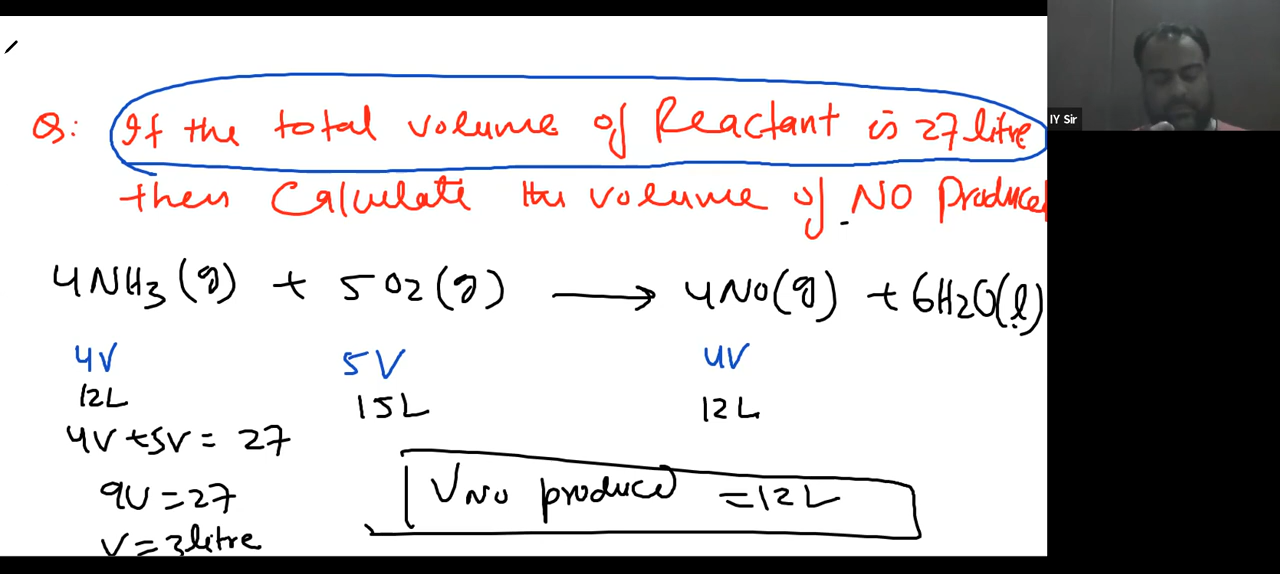 Q: If the total volume of Reactant is 27 litre
then Calculate the volume of NO Produced
4NH3(g) + 5O2(g) → 4NO(g) + 6H2O(l)
4V 5V 4V
12L 15L 12L
4V+5V = 27
9V = 27
V = 3 litre
VNO produce = 12L
IY Sir